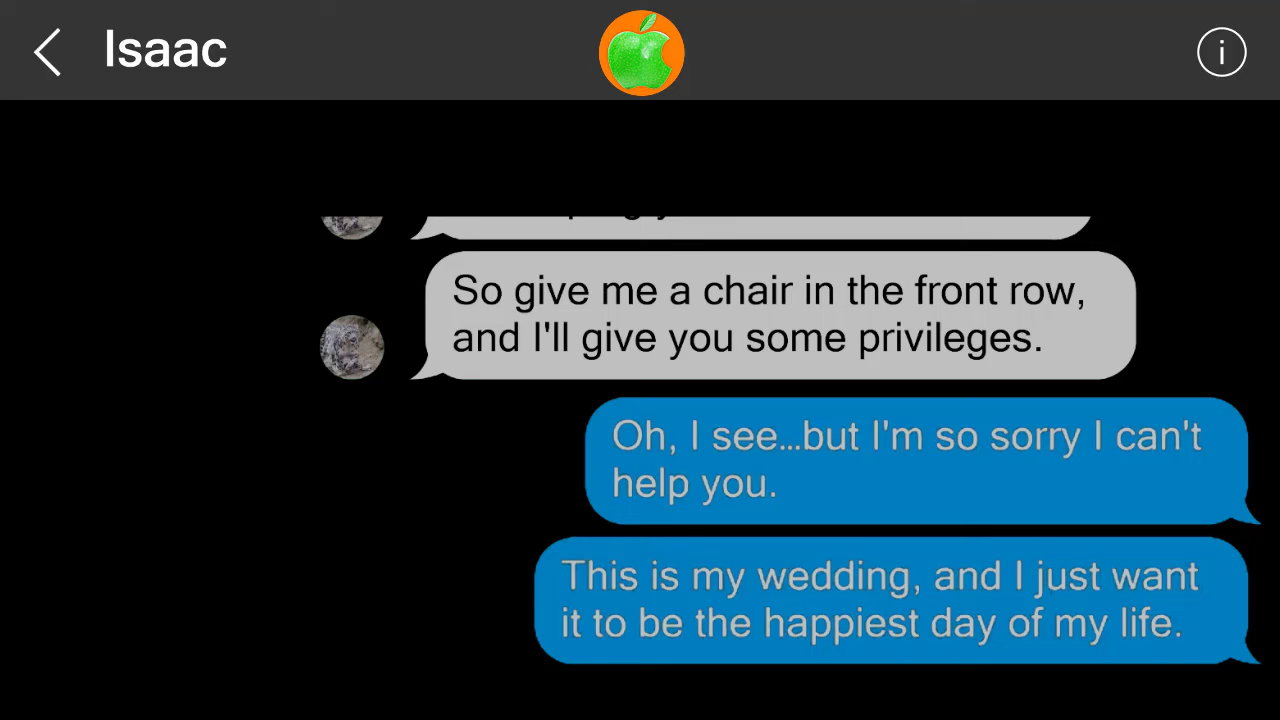 Isaac
So give me a chair in the front row,
and I'll give you some privileges.
Oh, I see...but I'm so sorry I can't
help you.
This is my wedding, and I just want
it to be the happiest day of my life.